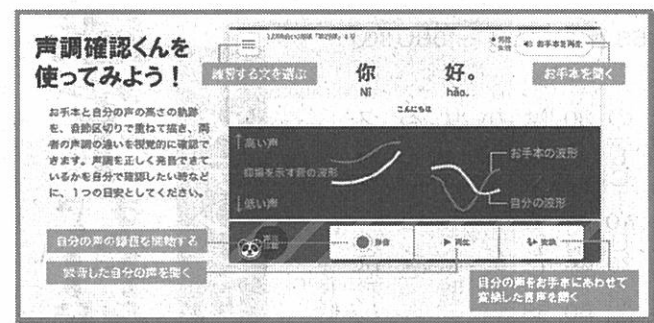 声調確認くんを
使ってみよう！
お手本と自分の声の高さの軌跡
を、音節区切りで重ねて描き、両
者の声調の違いを視覚的に確認で
きます。声調を正しく発音できて
いるかを自分で確認したい時など
に、1つの目安としてください。
練習する文を選ぶ
お手本を再生
お手本を聞く
你 好。
Nǐ hǎo.
こんにちは
高い声
抑揚を示す音の波形
低い声
お手本の波形
自分の波形
録音
再生
変換
自分の声の録音を開始する
録音した自分の声を聞く
自分の声をお手本にあわせて
変換した音声を聞く